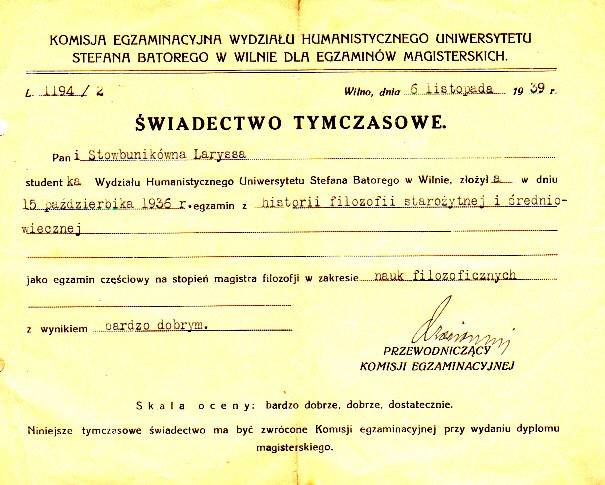 KOMISJA EGZAMINACYJNA WYDZIAŁU HUMANISTYCZNEGO UNIWERSYTETU
STEFANA BATOREGO W WILNIE DLA EGZAMINÓW MAGISTERSKICH.
L. 1194 / 2 Wilno, dnia 6 listopada 1939 r.
ŚWIADECTWO TYMCZASOWE.
Pani Stowbunikówna Laryssa
studentka Wydziału Humanistycznego Uniwersytetu Stefana Batorego w Wilnie, złożyła w dniu
15 październbika 1936 r. egzamin z historii filozofii starożytnej i średnio-
wiecznej
jako egzamin częściowy na stopień magistra filozofji w zakresie nauk filozoficznych
z wynikiem bardzo dobrym.
PRZEWODNICZĄCY
KOMISJI EGZAMINACYJNEJ
Skala oceny: bardzo dobrze, dobrze, dostatecznie.
Niniejsze tymczasowe świadectwo ma być zwrócone Komisji egzaminacyjnej przy wydaniu dyplomu
magisterskiego.